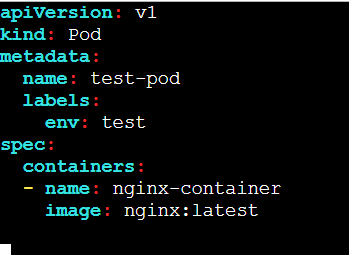 apiVersion: v1
kind: Pod
metadata:
  name: test-pod
  labels:
    env: test
spec:
  containers:
  - name: nginx-container
    image: nginx:latest